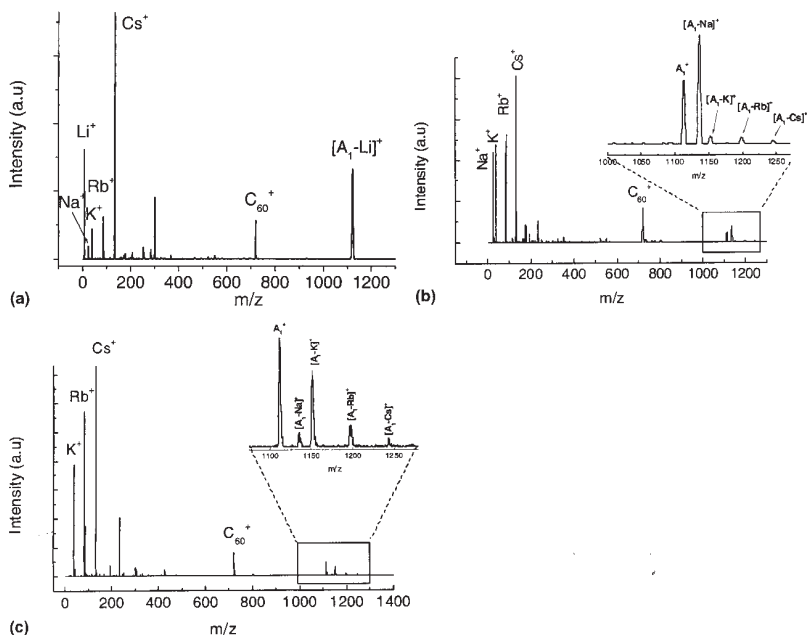 (a)
Intensity (a.u)
Cs⁺
Li⁺
Na⁺
K⁺
Rb⁺
C₆₀⁺
[A₁-Li]⁺
0 200 400 600 800 1000 1200
m/z
(b)
Intensity (a.u)
Na⁺
K⁺
Rb⁺
Cs⁺
C₆₀⁺
0 200 400 600 800 1000 1200
m/z
A₁⁺
[A₁-Na]⁺
[A₁-K]⁺
[A₁-Rb]⁺
[A₁-Cs]⁺
1000 1050 1100 1150 1200 1250
m/z
(c)
Intensity (a.u)
K⁺
Rb⁺
Cs⁺
C₆₀⁺
0 200 400 600 800 1000 1200 1400
m/z
A₁⁺
[A₁-Na]⁺
[A₁-K]⁺
[A₁-Rb]⁺
[A₁-Cs]⁺
1100 1150 1200 1250
m/z